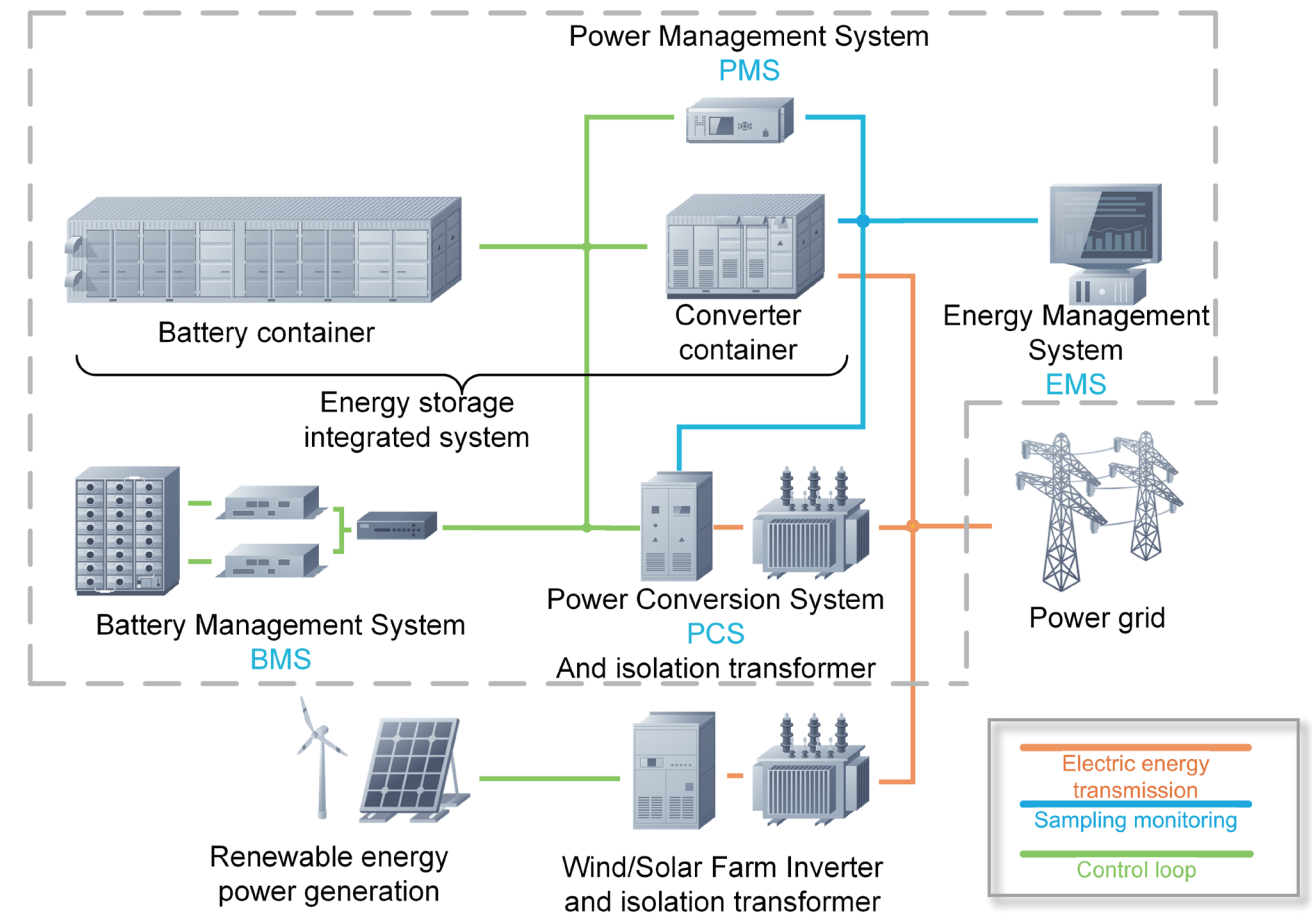 Power Management System
PMS
Battery container
Converter
container
Energy Management
System
EMS
Energy storage
integrated system
Battery Management System
BMS
Power Conversion System
PCS
And isolation transformer
Power grid
Renewable energy
power generation
Wind/Solar Farm Inverter
and isolation transformer
Electric energy
transmission
Sampling monitoring
Control loop